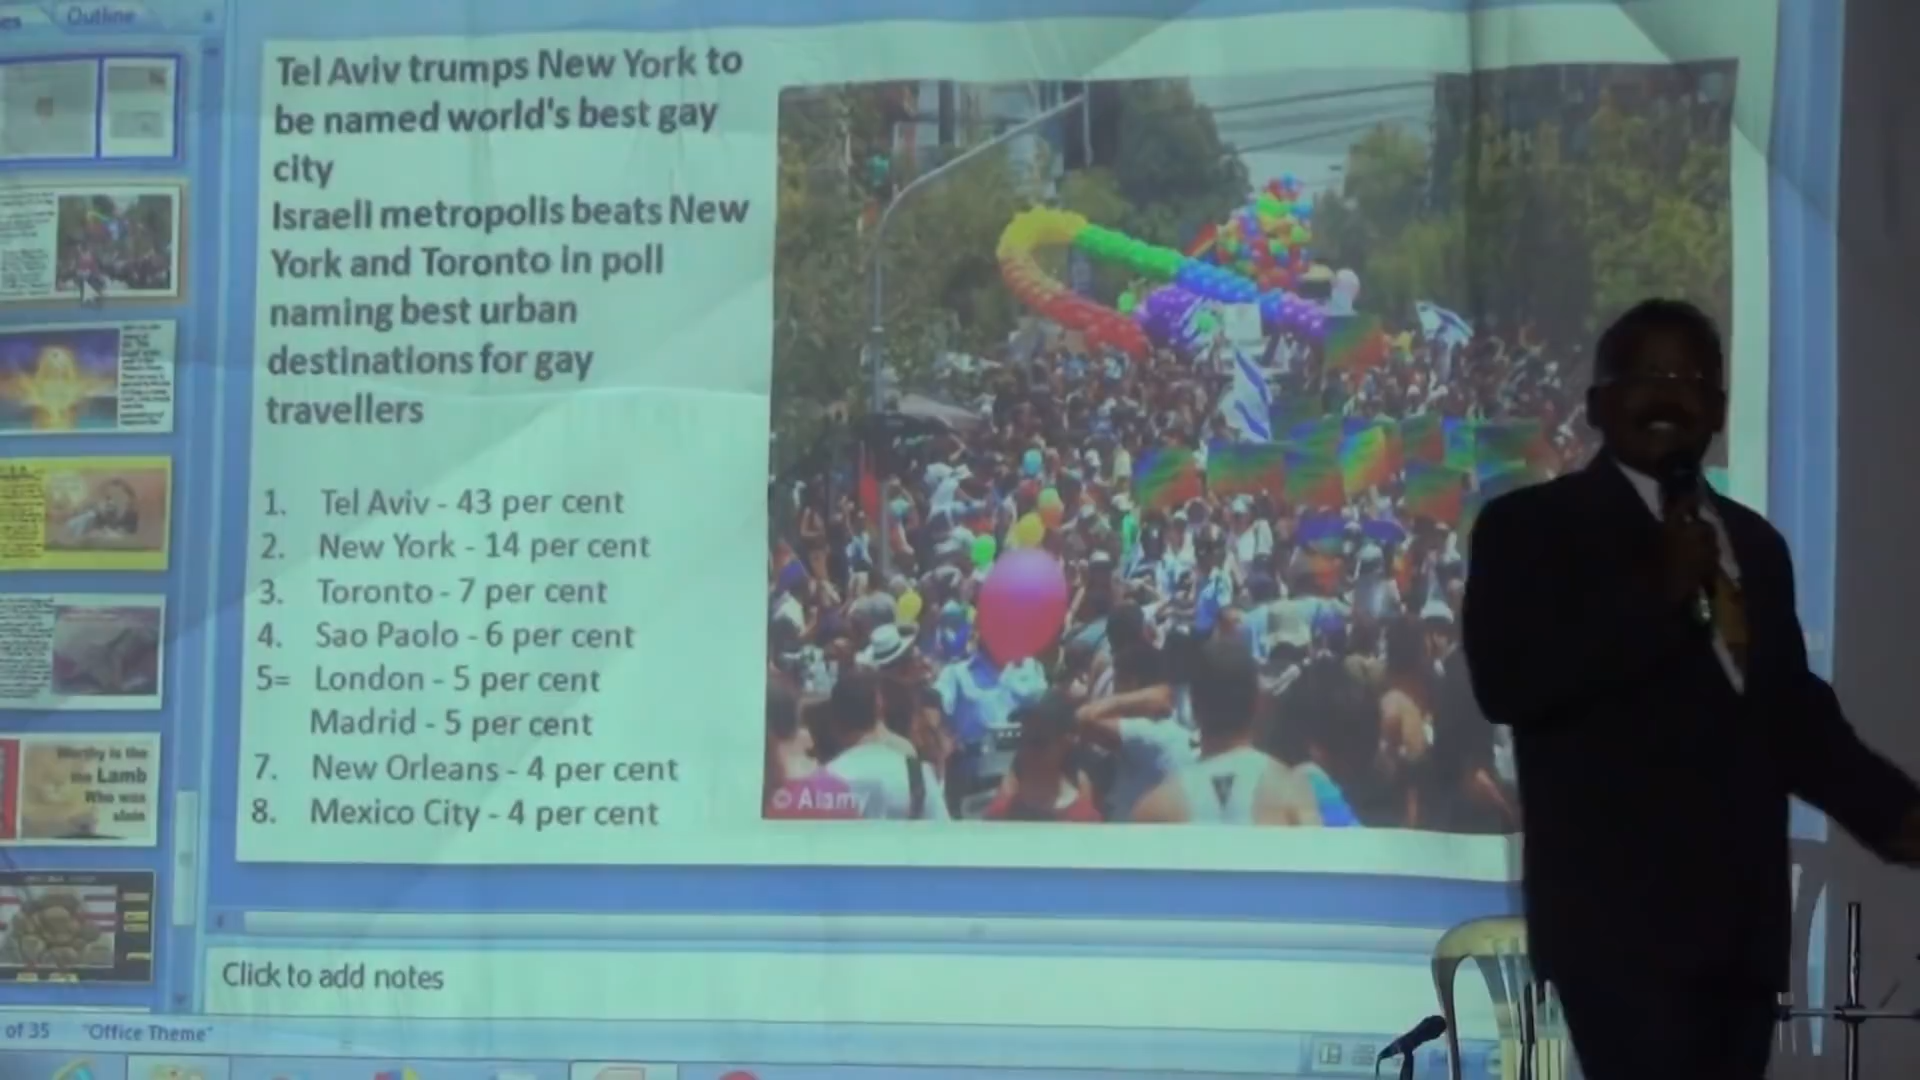 Outline
Tel Aviv trumps New York to
be named world's best gay
city
Israeli metropolis beats New
York and Toronto in poll
naming best urban
destinations for gay
travellers
1. Tel Aviv - 43 per cent
2. New York - 14 per cent
3. Toronto - 7 per cent
4. Sao Paolo - 6 per cent
5= London - 5 per cent
Madrid - 5 per cent
7. New Orleans - 4 per cent
8. Mexico City - 4 per cent
© Alamy
Worthy is the
the Lamb
Who was
slain
Click to add notes
of 35 "Office Theme"